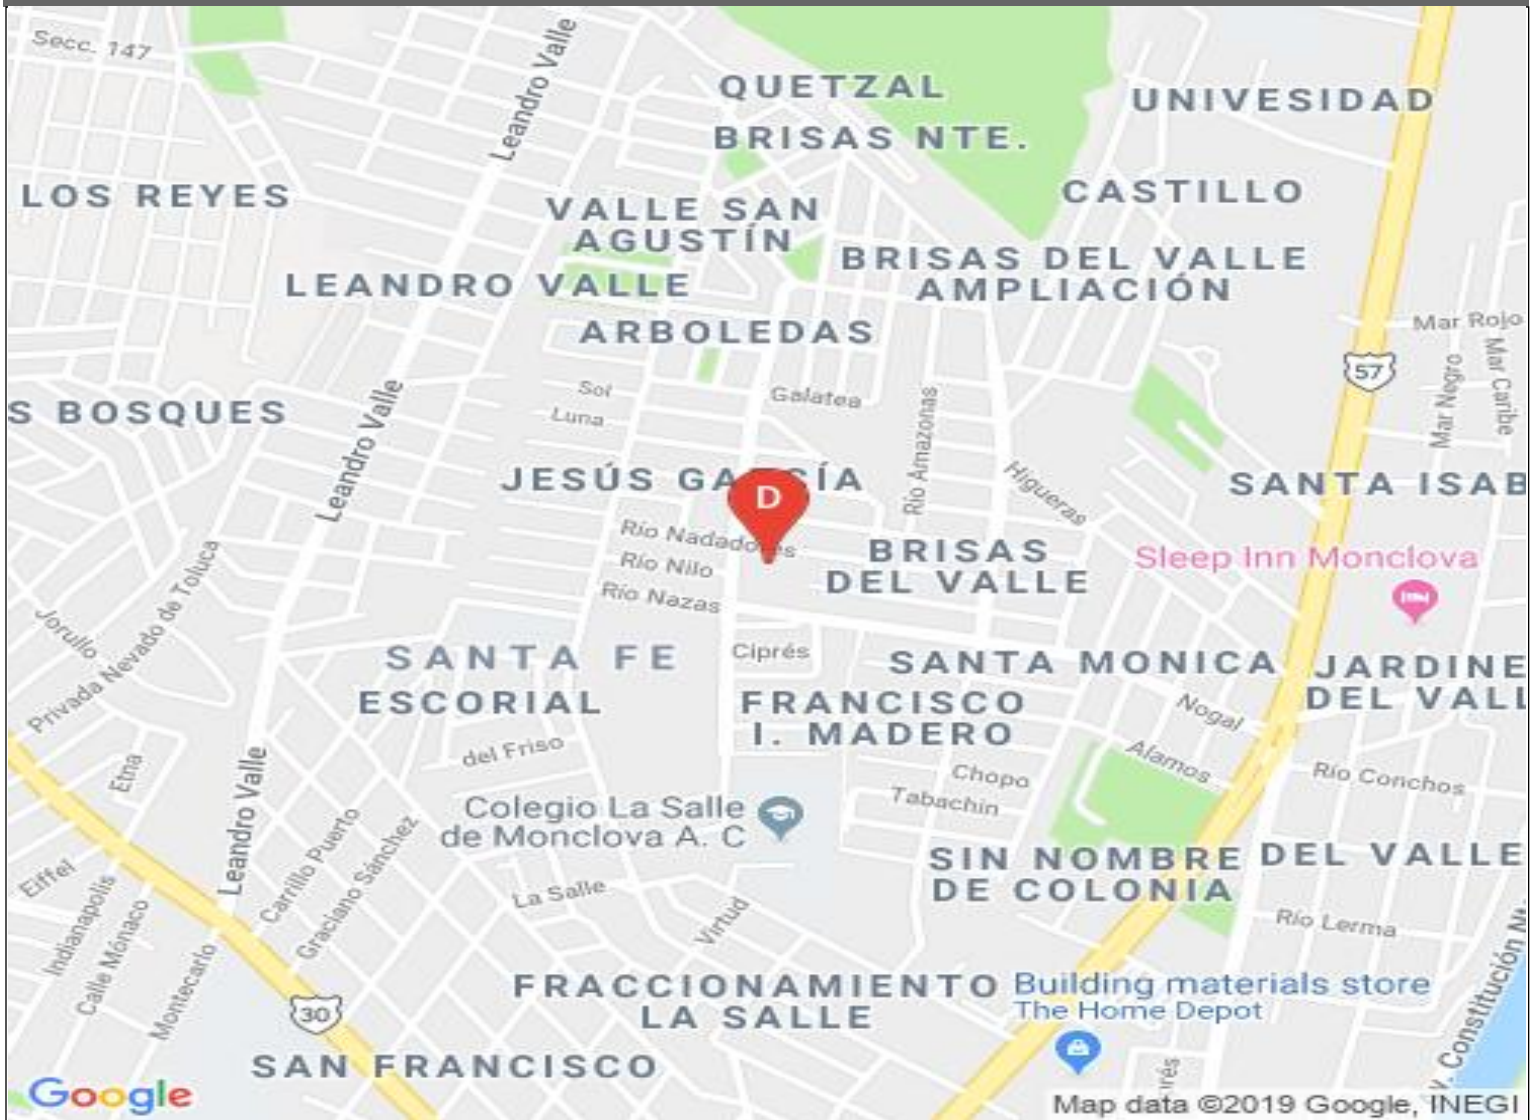 Secc. 147
Leandro Valle
QUETZAL
BRISAS NTE.
UNIVESIDAD
LOS REYES
VALLE SAN
AGUSTÍN
CASTILLO
LEANDRO VALLE
BRISAS DEL VALLE
AMPLIACIÓN
ARBOLEDAS
Mar Rojo
57
Mar Negro
Mar Caribe
Sol
Galatea
Luna
Río Amazonas
S BOSQUES
Leandro Valle
JESÚS GA
ÍA
D
Higueras
SANTA ISAB
Río Nadadores
Río Nilo
Río Nazas
BRISAS
DEL VALLE
Sleep Inn Monclova
Jorullo
Privada Nevado de Toluca
SANTA FE
Ciprés
SANTA MONICA
JARDINE
DEL VALL
ESCORIAL
FRANCISCO
I. MADERO
Nogal
del Friso
Alamos
Etna
Leandro Valle
Chopo
Tabachin
Río Conchos
Colegio La Salle
de Monclova A. C
Carrillo Puerto
Graciano Sánchez
SIN NOMBRE
DE COLONIA
DEL VALLE
Eiffel
Indianapolis
Calle Mónaco
Montecarlo
La Salle
Virtud
Río Lerma
FRACCIONAMIENTO
LA SALLE
Building materials store
The Home Depot
30
v. Constitución Nt
SAN FRANCISCO
rés
Google
Map data ©2019 Google, INEGI